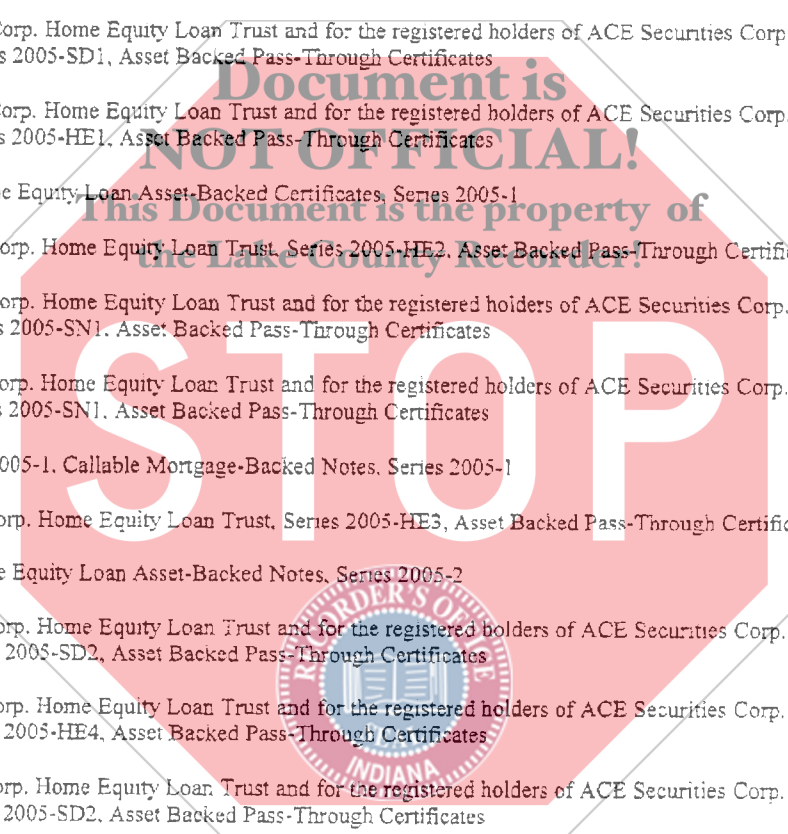 Corp. Home Equity Loan Trust and for the registered holders of ACE Securities Corp
s 2005-SD1, Asset Backed Pass-Through Certificates
Document is
Corp. Home Equity Loan Trust and for the registered holders of ACE Securities Corp.
s 2005-HE1, Asset Backed Pass-Through Certificates
NOT OFFICIAL!
e Equity Loan Asset-Backed Certificates, Series 2005-1
This Document is the property of
orp. Home Equity Loan Trust, Series 2005-HE2, Asset Backed Pass-Through Certifi
the Lake County Recorder!
orp. Home Equity Loan Trust and for the registered holders of ACE Securities Corp.
s 2005-SN1, Asset Backed Pass-Through Certificates
STOP
orp. Home Equity Loan Trust and for the registered holders of ACE Securities Corp.
s 2005-SN1, Asset Backed Pass-Through Certificates
005-1, Callable Mortgage-Backed Notes, Series 2005-1
orp. Home Equity Loan Trust, Series 2005-HE3, Asset Backed Pass-Through Certific
e Equity Loan Asset-Backed Notes, Series 2005-2
RECORDER'S OFFICE
orp. Home Equity Loan Trust and for the registered holders of ACE Securities Corp.
2005-SD2, Asset Backed Pass-Through Certificates
orp. Home Equity Loan Trust and for the registered holders of ACE Securities Corp.
2005-HE4, Asset Backed Pass-Through Certificates
SEAL
INDIANA
orp. Home Equity Loan Trust and for the registered holders of ACE Securities Corp.
2005-SD2, Asset Backed Pass-Through Certificates